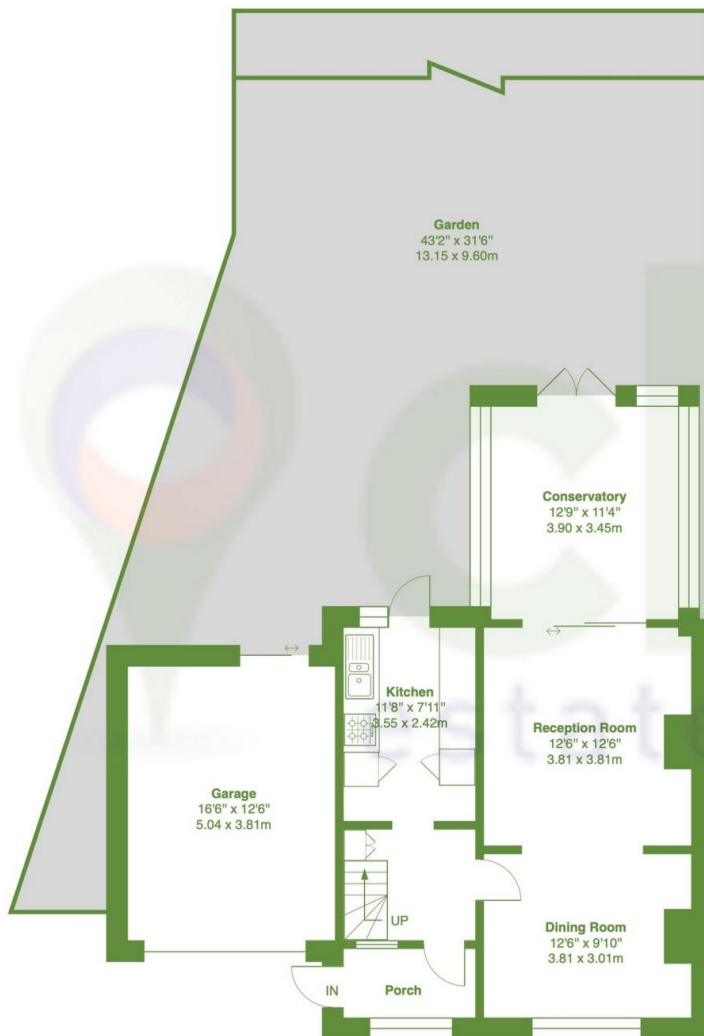 Garden
43'2" x 31'6"
13.15 x 9.60m
Conservatory
12'9" x 11'4"
3.90 x 3.45m
Kitchen
11'8" x 7'11"
3.55 x 2.42m
Reception Room
12'6" x 12'6"
3.81 x 3.81m
Garage
16'6" x 12'6"
5.04 x 3.81m
UP
Dining Room
12'6" x 9'10"
3.81 x 3.01m
IN
Porch